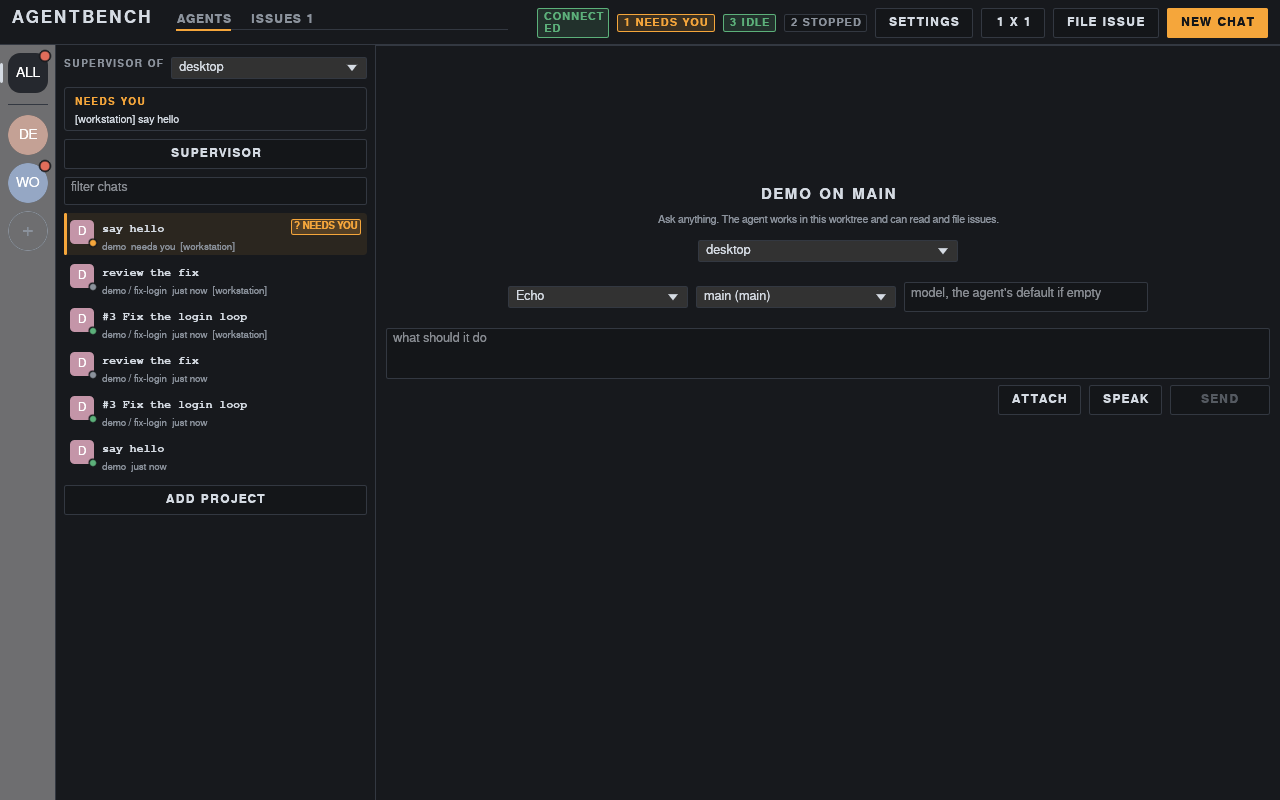 AGENTBENCH
AGENTS
ISSUES 1
CONNECT
ED
1 NEEDS YOU
3 IDLE
2 STOPPED
SETTINGS
1 X 1
FILE ISSUE
NEW CHAT
ALL
DE
WO
+
SUPERVISOR OF
desktop
NEEDS YOU
[workstation] say hello
SUPERVISOR
filter chats
D
say hello
? NEEDS YOU
demo needs you [workstation]
D
review the fix
demo / fix-login just now [workstation]
D
#3 Fix the login loop
demo / fix-login just now [workstation]
D
review the fix
demo / fix-login just now
D
#3 Fix the login loop
demo / fix-login just now
D
say hello
demo just now
ADD PROJECT
DEMO ON MAIN
Ask anything. The agent works in this worktree and can read and file issues.
desktop
Echo
main (main)
model, the agent's default if empty
what should it do
ATTACH
SPEAK
SEND